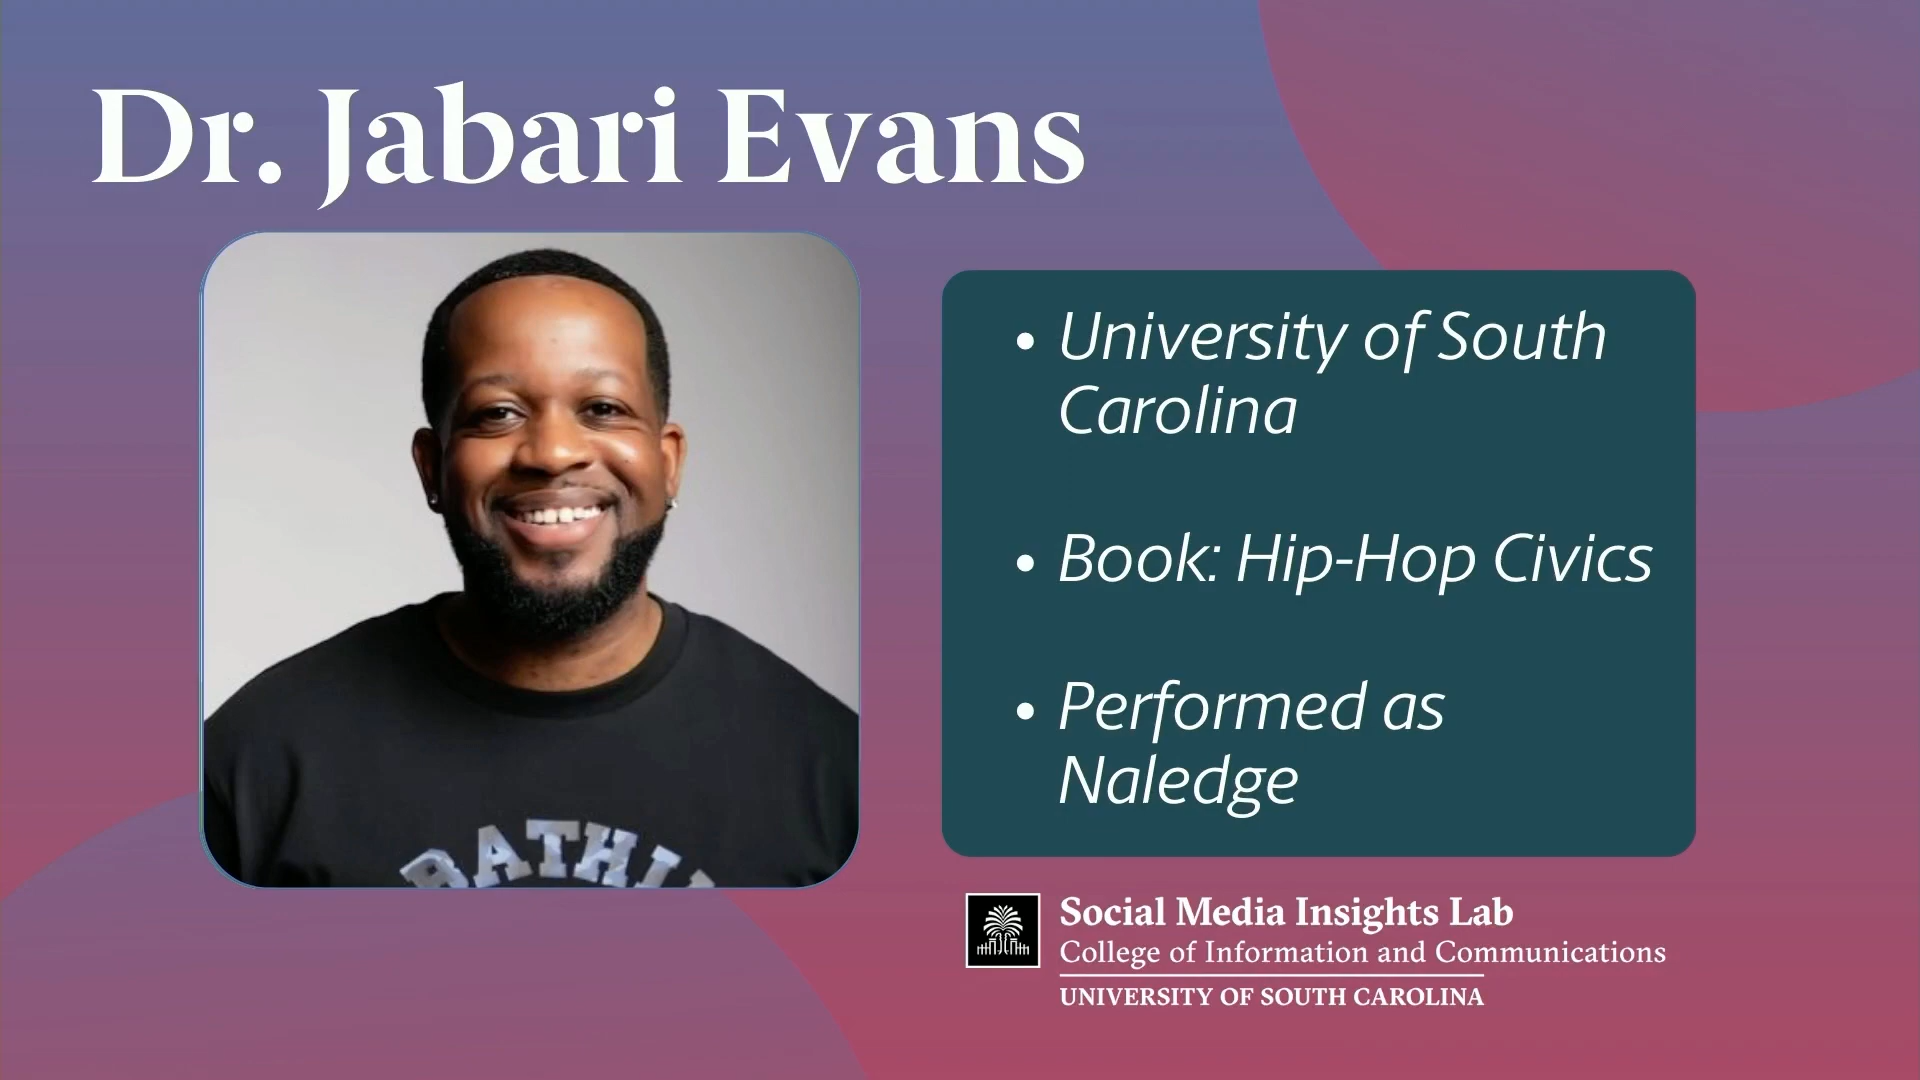 Dr. Jabari Evans
• University of South
Carolina
• Book: Hip-Hop Civics
• Performed as
Naledge
Social Media Insights Lab
College of Information and Communications
UNIVERSITY OF SOUTH CAROLINA